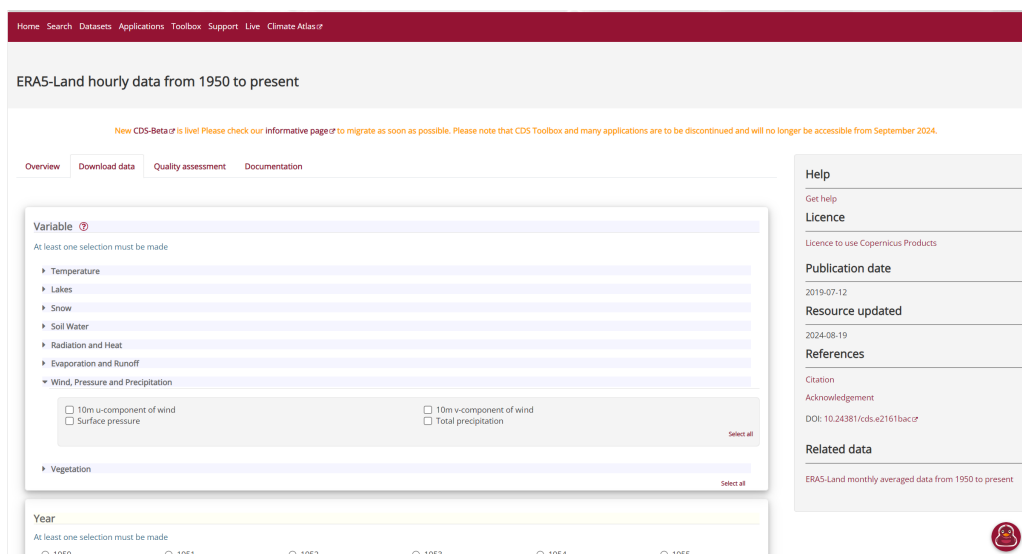 Home Search Datasets Applications Toolbox Support Live Climate Atlas
ERA5-Land hourly data from 1950 to present
New CDS-Beta is live! Please check our informative page to migrate as soon as possible. Please note that CDS Toolbox and many applications are to be discontinued and will no longer be accessible from September 2024.
Overview Download data Quality assessment Documentation
Variable
At least one selection must be made
Temperature
Lakes
Snow
Soil Water
Radiation and Heat
Evaporation and Runoff
Wind, Pressure and Precipitation
10m u-component of wind 10m v-component of wind
Surface pressure Total precipitation
Select all
Vegetation
Select all
Year
At least one selection must be made
1950 1951 1952 1953 1954 1955
Help
Get help
Licence
Licence to use Copernicus Products
Publication date
2019-07-12
Resource updated
2024-08-19
References
Citation
Acknowledgement
DOI: 10.24381/cds.e2161bac
Related data
ERA5-Land monthly averaged data from 1950 to present